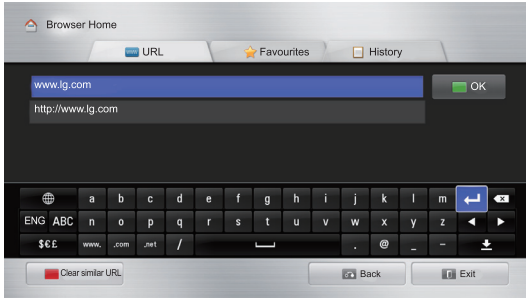 Browser Home
URL Favourites History
www.lg.com OK
http://www.lg.com
a b c d e f g h i j k l m
ENG ABC n o p q r s t u v w x y z
$€£ www. .com .net / . @ _ -
Clear similar URL Back Exit